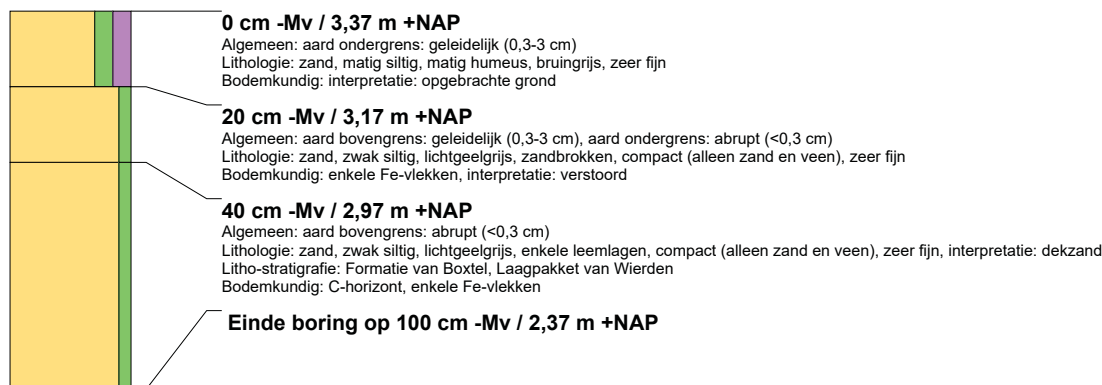 0 cm -Mv / 3,37 m +NAP
Algemeen: aard ondergrens: geleidelijk (0,3-3 cm)
Lithologie: zand, matig siltig, matig humeus, bruingrijs, zeer fijn
Bodemkundig: interpretatie: opgebrachte grond
20 cm -Mv / 3,17 m +NAP
Algemeen: aard bovengrens: geleidelijk (0,3-3 cm), aard ondergrens: abrupt (<0,3 cm)
Lithologie: zand, zwak siltig, lichtgeelgrijs, zandbrokken, compact (alleen zand en veen), zeer fijn
Bodemkundig: enkele Fe-vlekken, interpretatie: verstoord
40 cm -Mv / 2,97 m +NAP
Algemeen: aard bovengrens: abrupt (<0,3 cm)
Lithologie: zand, zwak siltig, lichtgeelgrijs, enkele leemlagen, compact (alleen zand en veen), zeer fijn, interpretatie: dekzand
Litho-stratigrafie: Formatie van Boxtel, Laagpakket van Wierden
Bodemkundig: C-horizont, enkele Fe-vlekken
Einde boring op 100 cm -Mv / 2,37 m +NAP